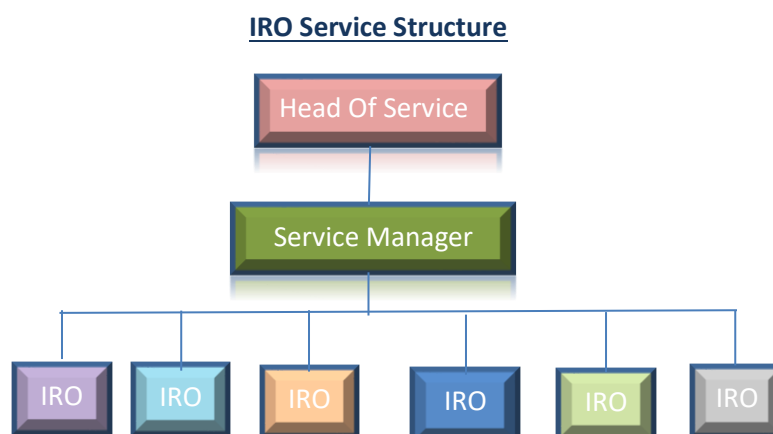 IRO Service Structure
Head Of Service
Service Manager
IRO IRO IRO IRO IRO IRO